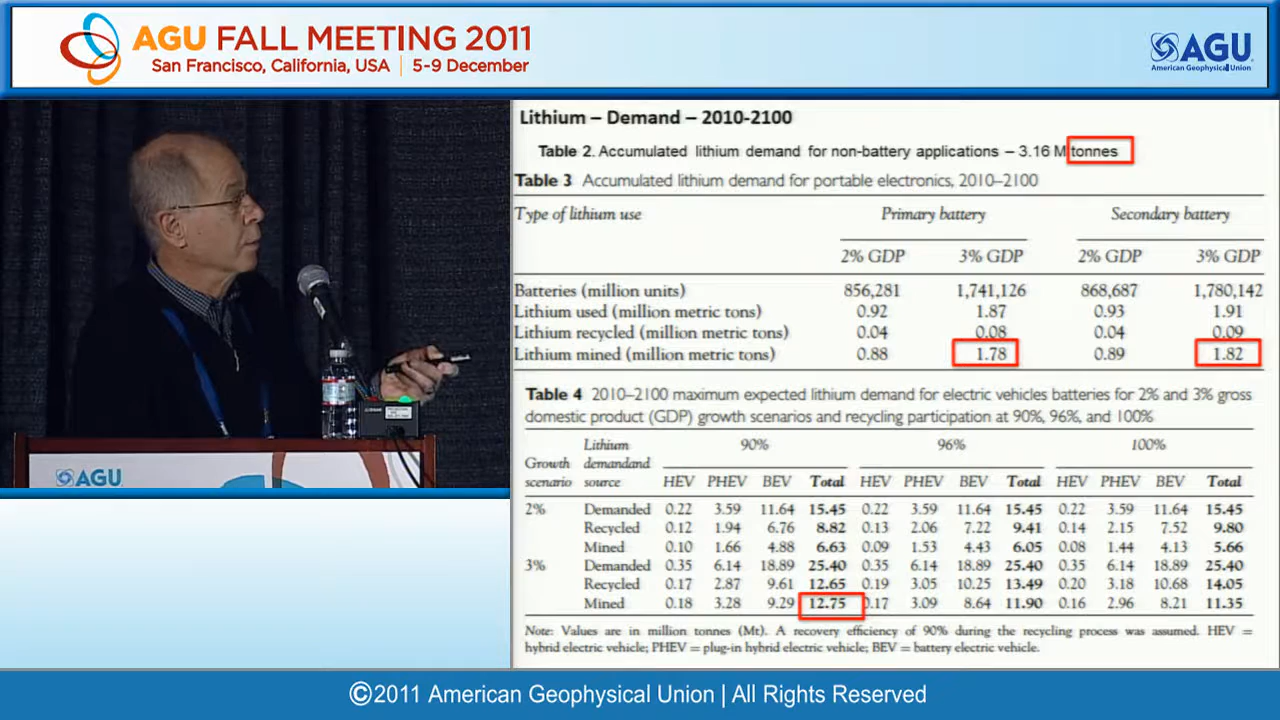 AGU FALL MEETING 2011
San Francisco, California, USA | 5-9 December
AGU
American Geophysical Union
Lithium – Demand – 2010-2100
Table 2. Accumulated lithium demand for non-battery applications – 3.16 M tonnes
Table 3 Accumulated lithium demand for portable electronics, 2010–2100
Type of lithium use Primary battery Secondary battery
2% GDP 3% GDP 2% GDP 3% GDP
Batteries (million units) 856,281 1,741,126 868,687 1,780,142
Lithium used (million metric tons) 0.92 1.87 0.93 1.91
Lithium recycled (million metric tons) 0.04 0.08 0.04 0.09
Lithium mined (million metric tons) 0.88 1.78 0.89 1.82
Table 4 2010–2100 maximum expected lithium demand for electric vehicles batteries for 2% and 3% gross
domestic product (GDP) growth scenarios and recycling participation at 90%, 96%, and 100%
Lithium 90% 96% 100%
Growth demandand
scenario source HEV PHEV BEV Total HEV PHEV BEV Total HEV PHEV BEV Total
2% Demanded 0.22 3.59 11.64 15.45 0.22 3.59 11.64 15.45 0.22 3.59 11.64 15.45
Recycled 0.12 1.94 6.76 8.82 0.13 2.06 7.22 9.41 0.14 2.15 7.52 9.80
Mined 0.10 1.66 4.88 6.63 0.09 1.53 4.43 6.05 0.08 1.44 4.13 5.66
3% Demanded 0.35 6.14 18.89 25.40 0.35 6.14 18.89 25.40 0.35 6.14 18.89 25.40
Recycled 0.17 2.87 9.61 12.65 0.19 3.05 10.25 13.49 0.20 3.18 10.68 14.05
Mined 0.18 3.28 9.29 12.75 0.17 3.09 8.64 11.90 0.16 2.96 8.21 11.35
Note: Values are in million tonnes (Mt). A recovery efficiency of 90% during the recycling process was assumed. HEV =
hybrid electric vehicle; PHEV = plug-in hybrid electric vehicle; BEV = battery electric vehicle.
AGU
©2011 American Geophysical Union | All Rights Reserved